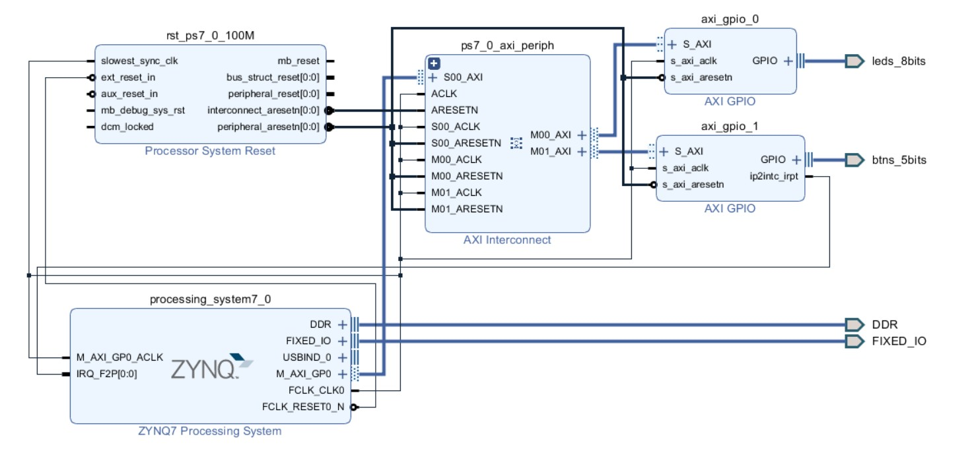 rst_ps7_0_100M
slowest_sync_clk
ext_reset_in
aux_reset_in
mb_debug_sys_rst
dcm_locked
mb_reset
bus_struct_reset[0:0]
peripheral_reset[0:0]
interconnect_aresetn[0:0]
peripheral_aresetn[0:0]
Processor System Reset
ps7_0_axi_periph
S00_AXI
ACLK
ARESETN
S00_ACLK
S00_ARESETN
M00_ACLK
M00_ARESETN
M01_ACLK
M01_ARESETN
M00_AXI
M01_AXI
AXI Interconnect
axi_gpio_0
S_AXI
s_axi_aclk
s_axi_aresetn
GPIO
AXI GPIO
leds_8bits
axi_gpio_1
S_AXI
s_axi_aclk
s_axi_aresetn
GPIO
ip2intc_irpt
AXI GPIO
btns_5bits
processing_system7_0
M_AXI_GP0_ACLK
IRQ_F2P[0:0]
ZYNQ
DDR
FIXED_IO
USBIND_0
M_AXI_GP0
FCLK_CLK0
FCLK_RESET0_N
ZYNQ7 Processing System
DDR
FIXED_IO